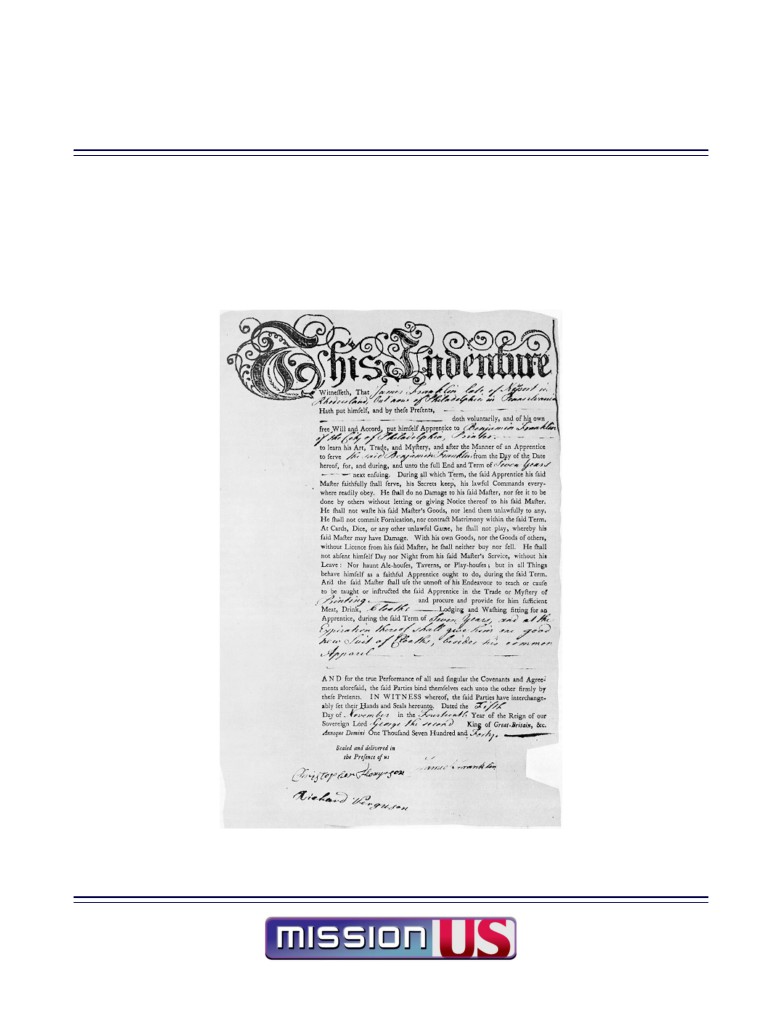 This Indenture
Witnesseth, That James Franklin late of Newport in
Rhodeisland, but now of Philadelphia in Pennsylvania
Hath put himself, and by these Presents,
doth voluntarily, and of his own
free Will and Accord, put himself Apprentice to Benjamin Franklin
of the City of Philadelphia, Printer.
to learn his Art, Trade, and Mystery, and after the Manner of an Apprentice
to serve the said Benjamin Franklin from the Day of the Date
hereof, for, and during, and unto the full End and Term of Seven Years
next ensuing. During all which Term, the said Apprentice his said
Master faithfully shall serve, his Secrets keep, his lawful Commands every-
where readily obey. He shall do no Damage to his said Master, nor see it to be
done by others without letting or giving Notice thereof to his said Master.
He shall not waste his said Master's Goods, nor lend them unlawfully to any.
He shall not commit Fornication, nor contract Matrimony within the said Term.
At Cards, Dice, or any other unlawful Game, he shall not play, whereby his
said Master may have Damage. With his own Goods, nor the Goods of others,
without Licence from his said Master, he shall neither buy nor sell. He shall
not absent himself Day nor Night from his said Master's Service, without his
Leave: Nor haunt Ale-houses, Taverns, or Play-houses; but in all Things
behave himself as a faithful Apprentice ought to do, during the said Term.
And the said Master shall use the utmost of his Endeavour to teach or cause
to be taught or instructed the said Apprentice in the Trade or Mystery of
Printing. and procure and provide for him sufficient
Meat, Drink, Cloaths Lodging and Washing fitting for an
Apprentice, during the said Term of Seven Years, and at the
Expiration thereof shall give him one good
new Suit of Cloaths, besides his common
Apparel
AND for the true Performance of all and singular the Covenants and Agree-
ments aforesaid, the said Parties bind themselves each unto the other firmly by
these Presents. IN WITNESS whereof, the said Parties have interchange-
ably set their Hands and Seals hereunto. Dated the Fifth
Day of November in the Fourteenth Year of the Reign of our
Sovereign Lord George the second King of Great-Britain, &c.
Annoque Domini One Thousand Seven Hundred and Forty.
Sealed and delivered in
the Presence of us
James Franklin
Christopher Thompson
Richard Ferguson
MISSION US